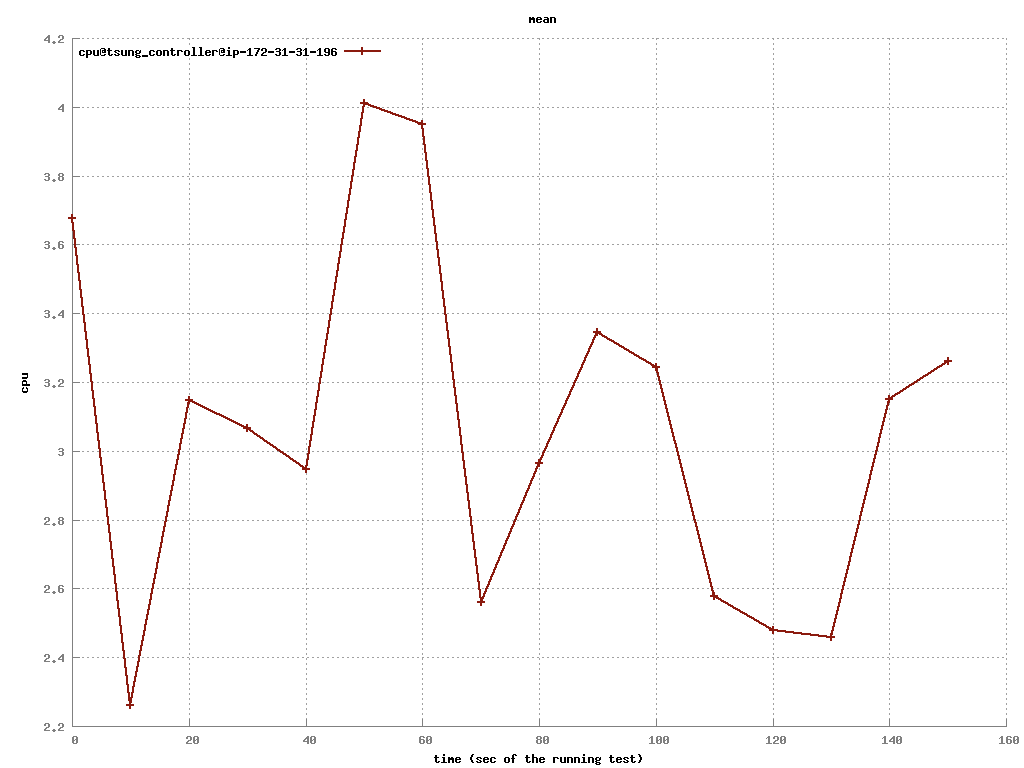 mean
4.2
cpu@tsung_controller@ip-172-31-31-196
4
3.8
3.6
3.4
3.2
cpu
3
2.8
2.6
2.4
2.2
0 20 40 60 80 100 120 140 160
time (sec of the running test)